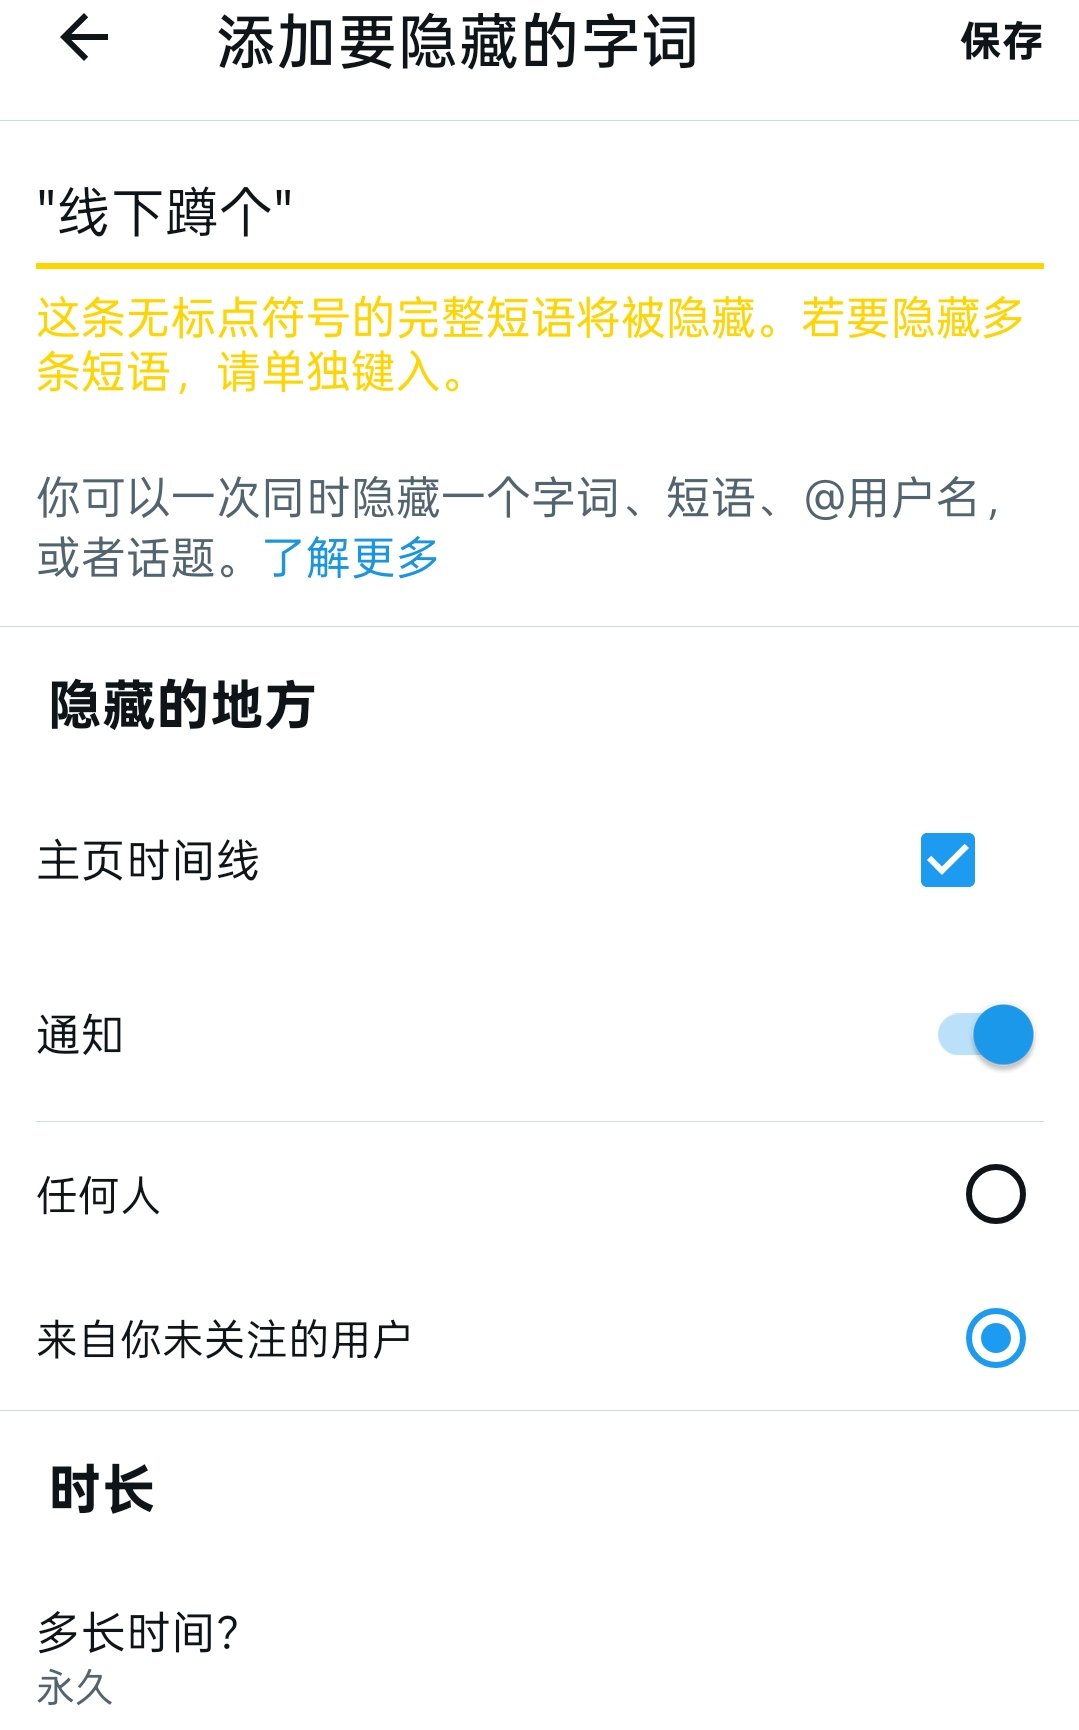 添加要隐藏的字词
保存
"线下蹲个"
这条无标点符号的完整短语将被隐藏。若要隐藏多
条短语，请单独键入。
你可以一次同时隐藏一个字词、短语、@用户名，
或者话题。了解更多
隐藏的地方
主页时间线
通知
任何人
来自你未关注的用户
时长
多长时间？
永久